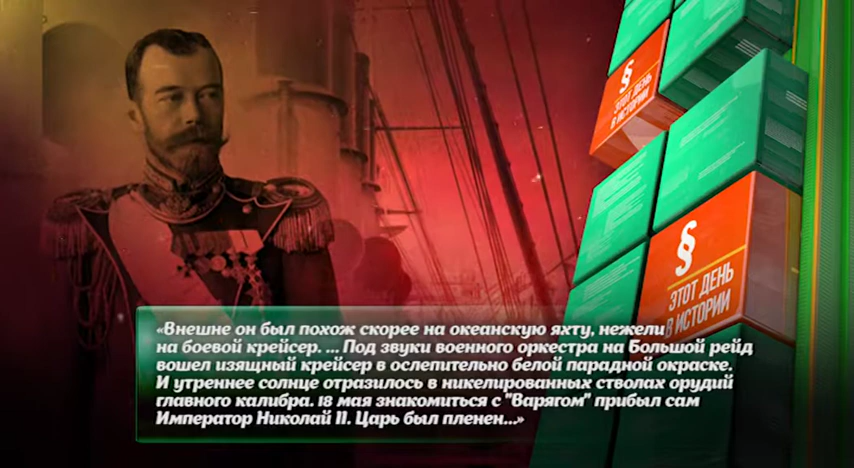 §
ЭТОТ ДЕНЬ
В ИСТОРИИ
§
ЭТОТ ДЕНЬ
В ИСТОРИИ
«Внешне он был похож скорее на океанскую яхту, нежели
на боевой крейсер. ... Под звуки военного оркестра на Большой рейд
вошел изящный крейсер в ослепительно белой парадной окраске.
И утреннее солнце отразилось в никелированных стволах орудий
главного калибра. 18 мая знакомиться с "Варягом" прибыл сам
Император Николай II. Царь был пленен...»